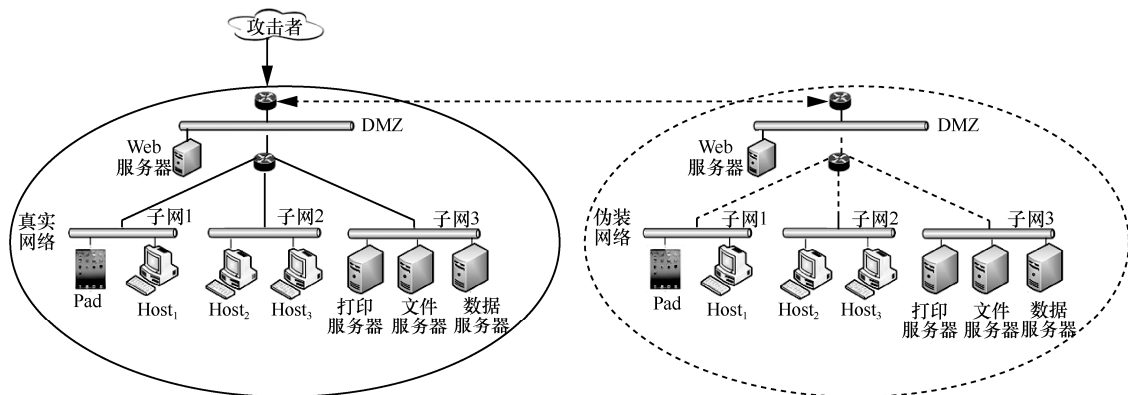 攻击者
DMZ
Web
服务器
真实
网络
子网1
子网2
子网3
Pad
Host₁
Host₂
Host₃
打印
服务器
文件
服务器
数据
服务器
DMZ
Web
服务器
伪装
网络
子网1
子网2
子网3
Pad
Host₁
Host₂
Host₃
打印
服务器
文件
服务器
数据
服务器